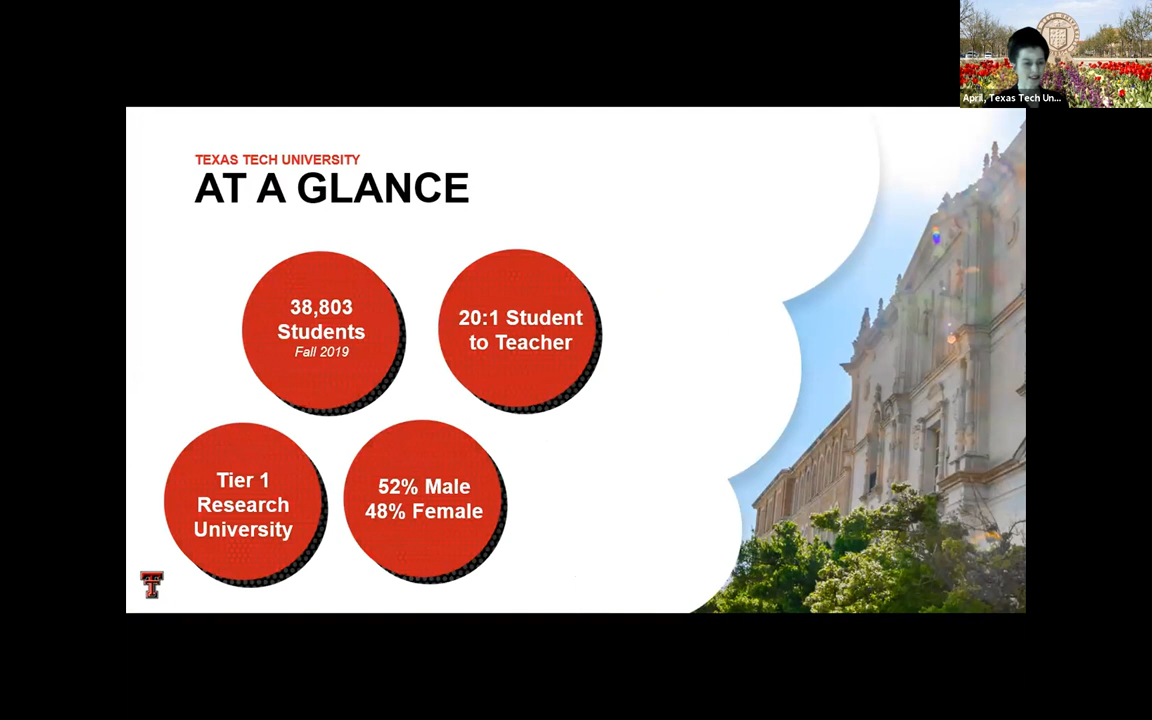 April, Texas Tech Un...
TEXAS TECH UNIVERSITY
AT A GLANCE
38,803
Students
Fall 2019
20:1 Student
to Teacher
Tier 1
Research
University
52% Male
48% Female